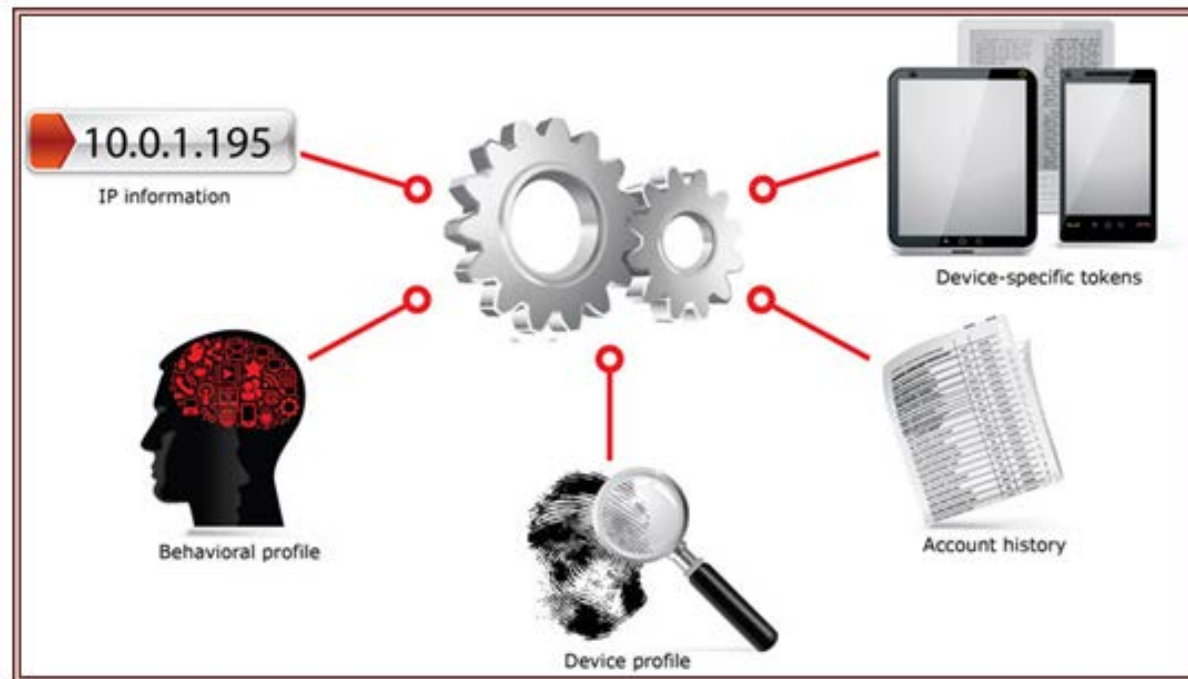 10.0.1.195
IP information
Device-specific tokens
Behavioral profile
Account history
Device profile